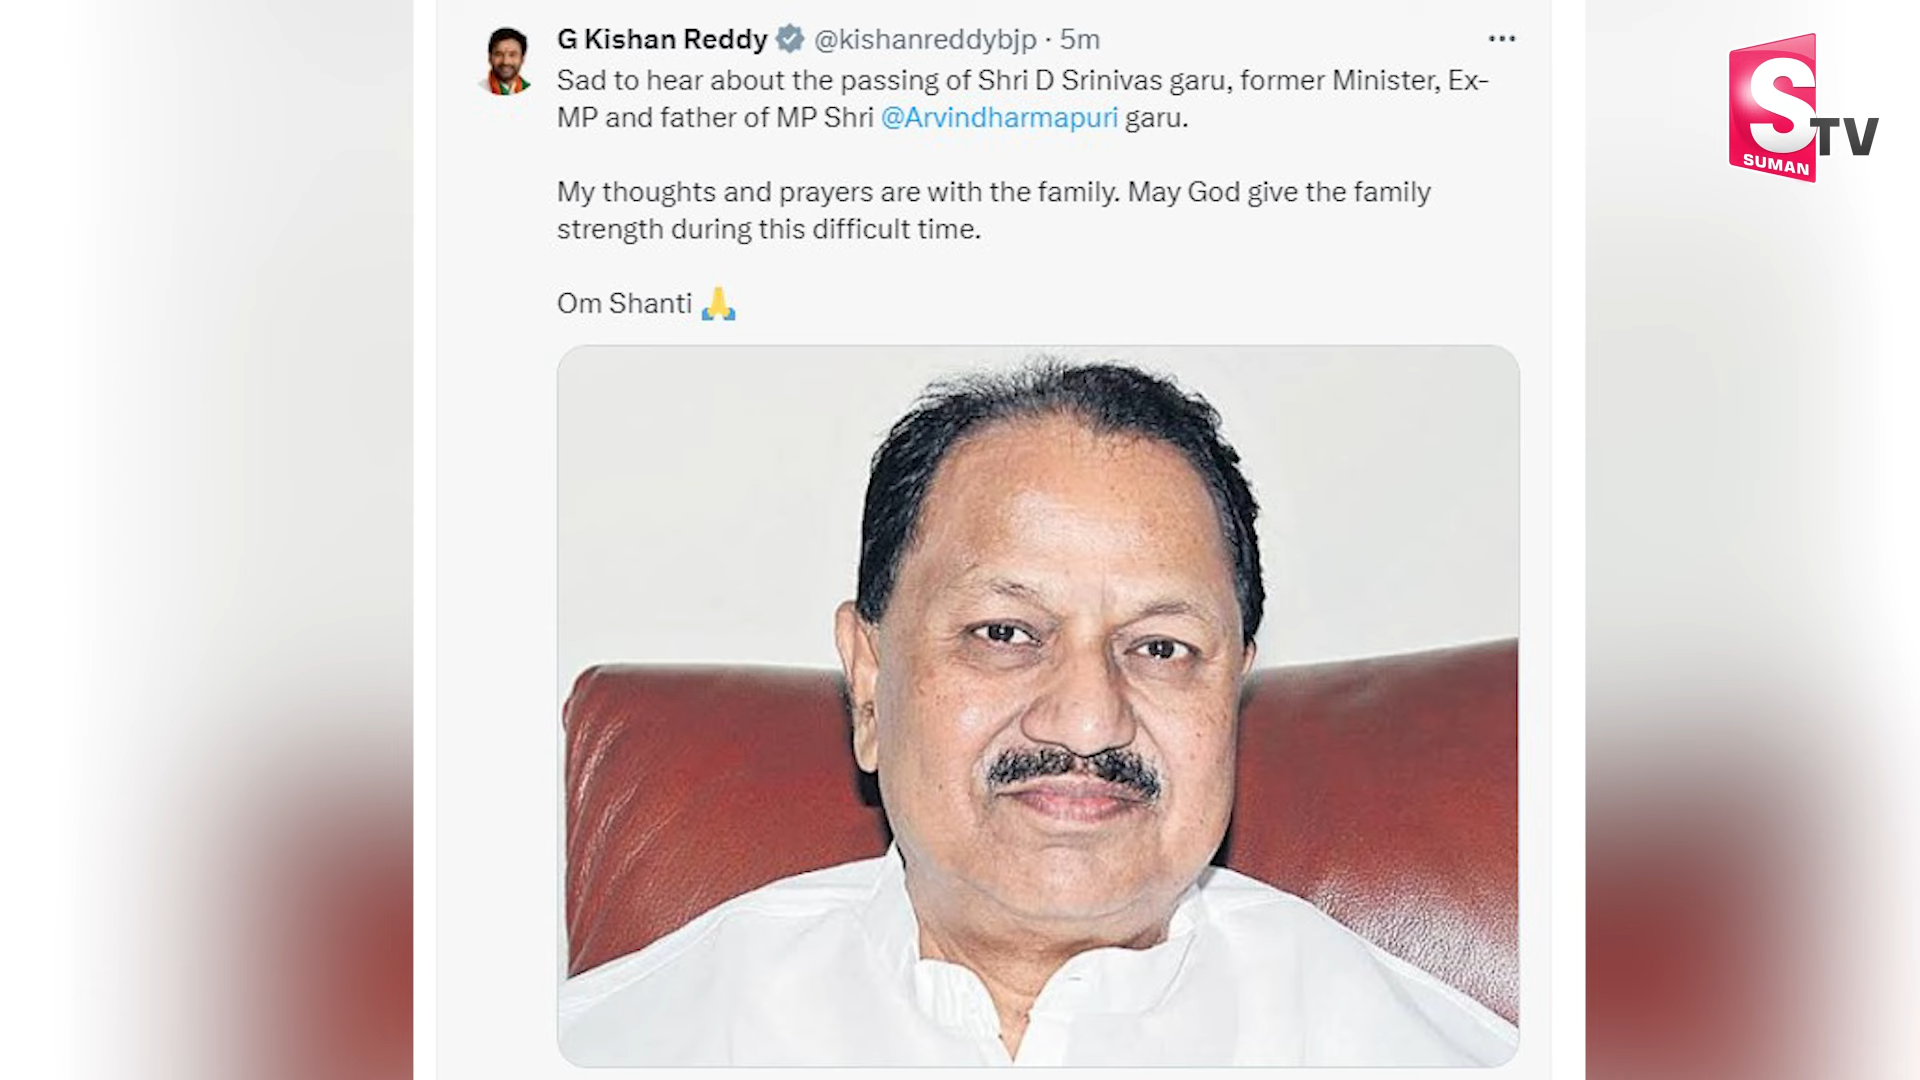 G Kishan Reddy @kishanreddybjp · 5m
Sad to hear about the passing of Shri D Srinivas garu, former Minister, Ex-
MP and father of MP Shri @Arvindharmapuri garu.
My thoughts and prayers are with the family. May God give the family
strength during this difficult time.
Om Shanti 🙏
S TV
SUMAN